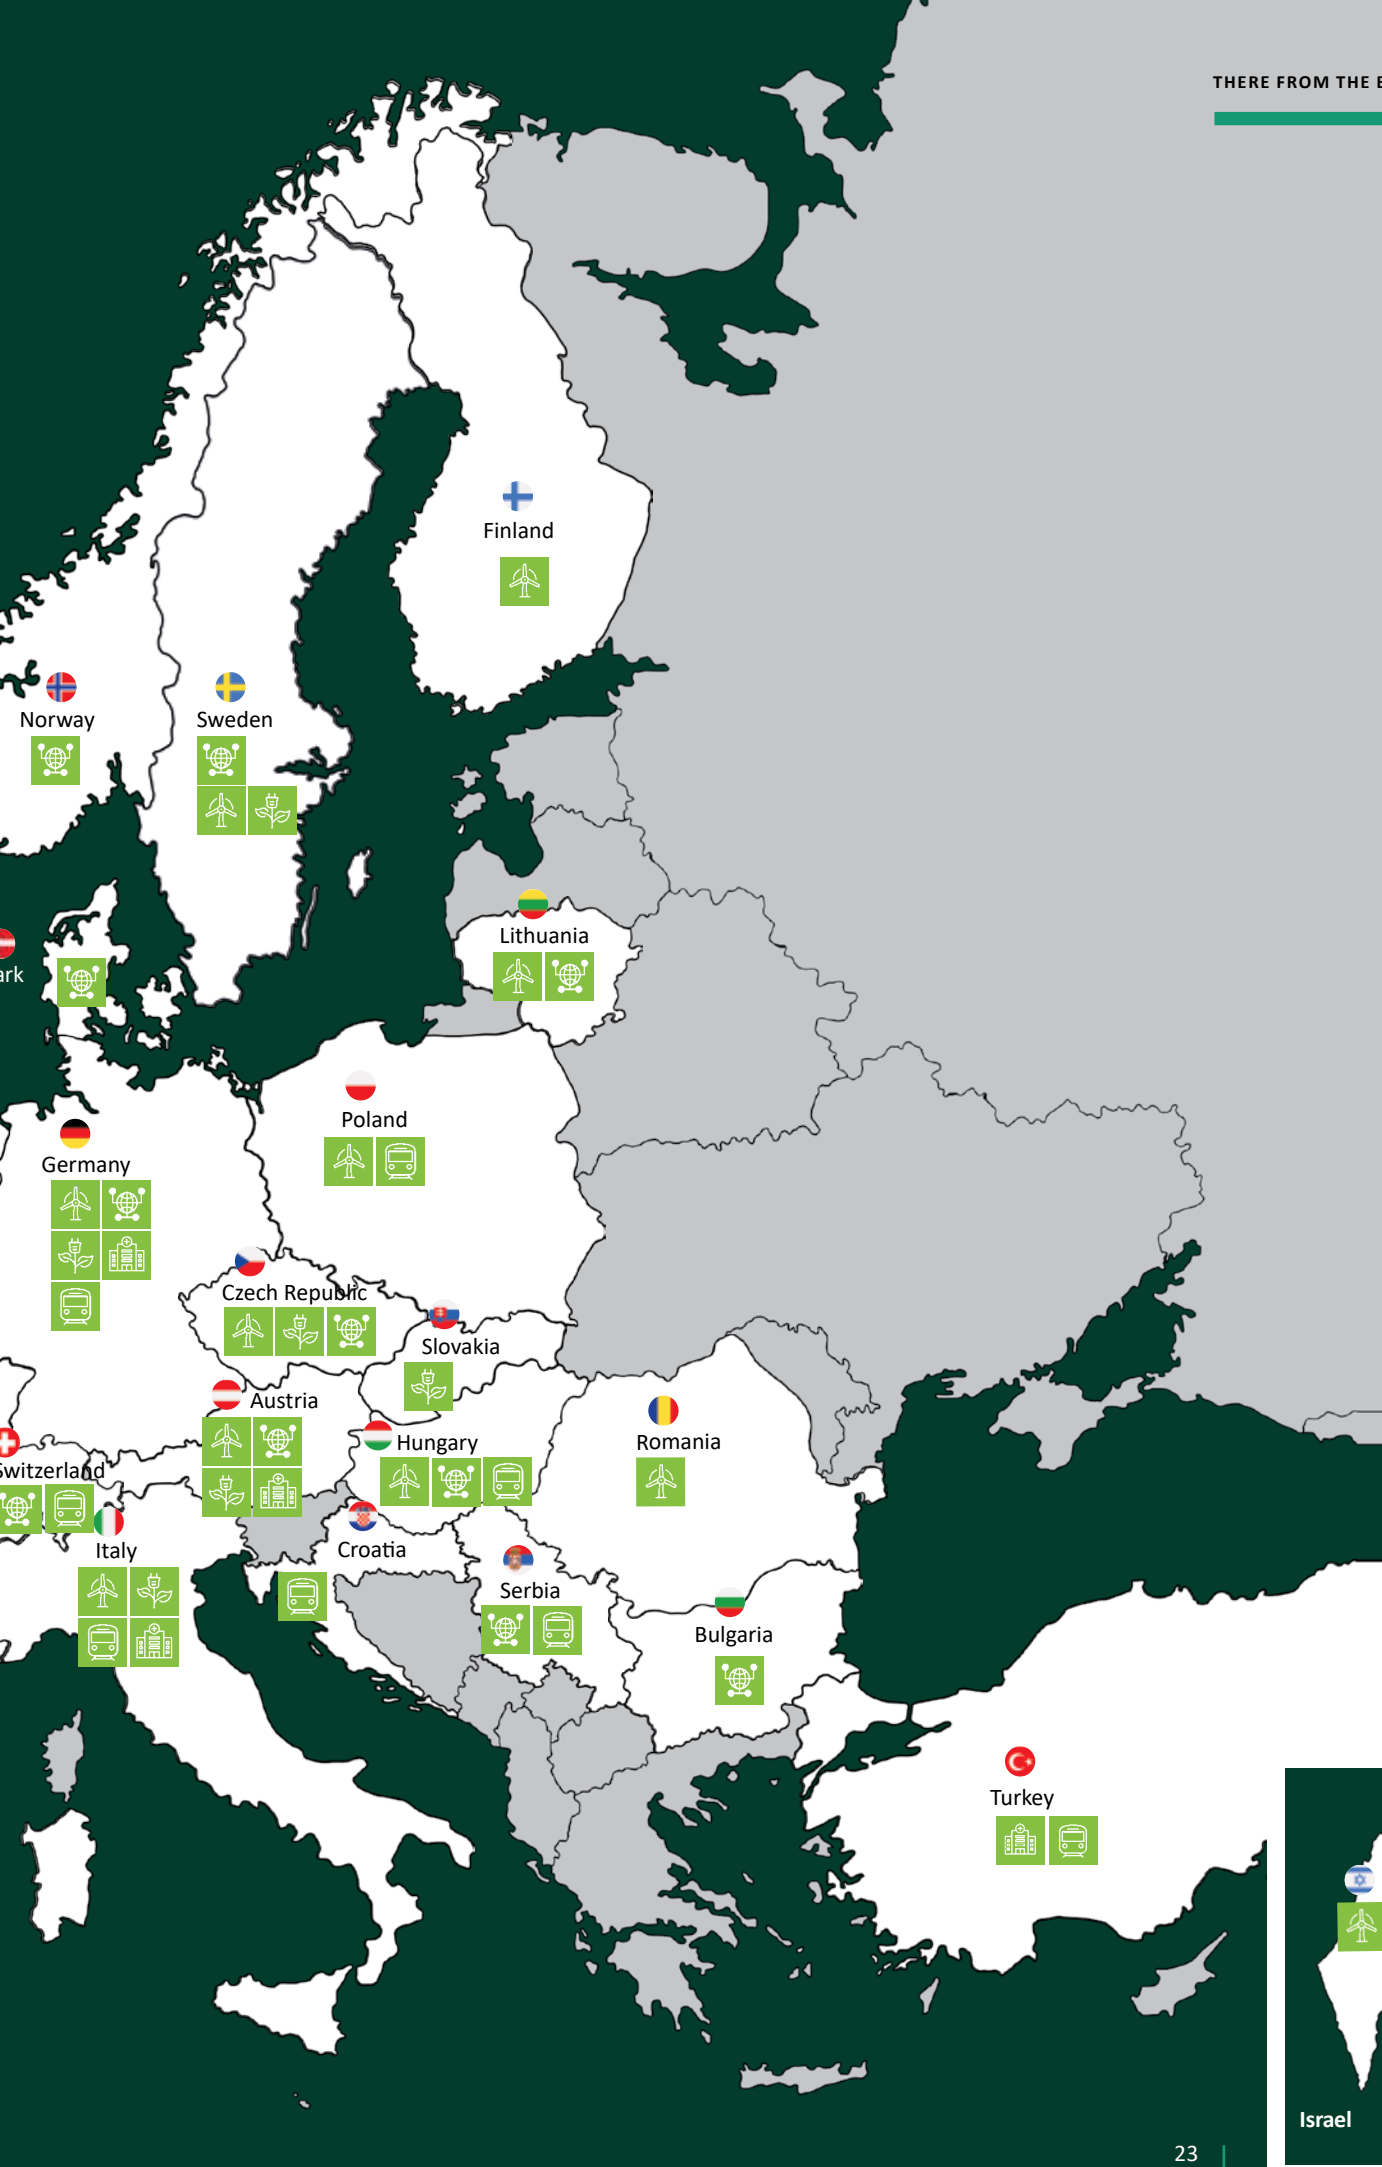 THERE FROM THE
Finland
Norway
Sweden
Lithuania
ark
Poland
Germany
Czech Republic
Slovakia
Austria
Hungary
Romania
Switzerland
Croatia
Italy
Serbia
Bulgaria
Turkey
Israel
23